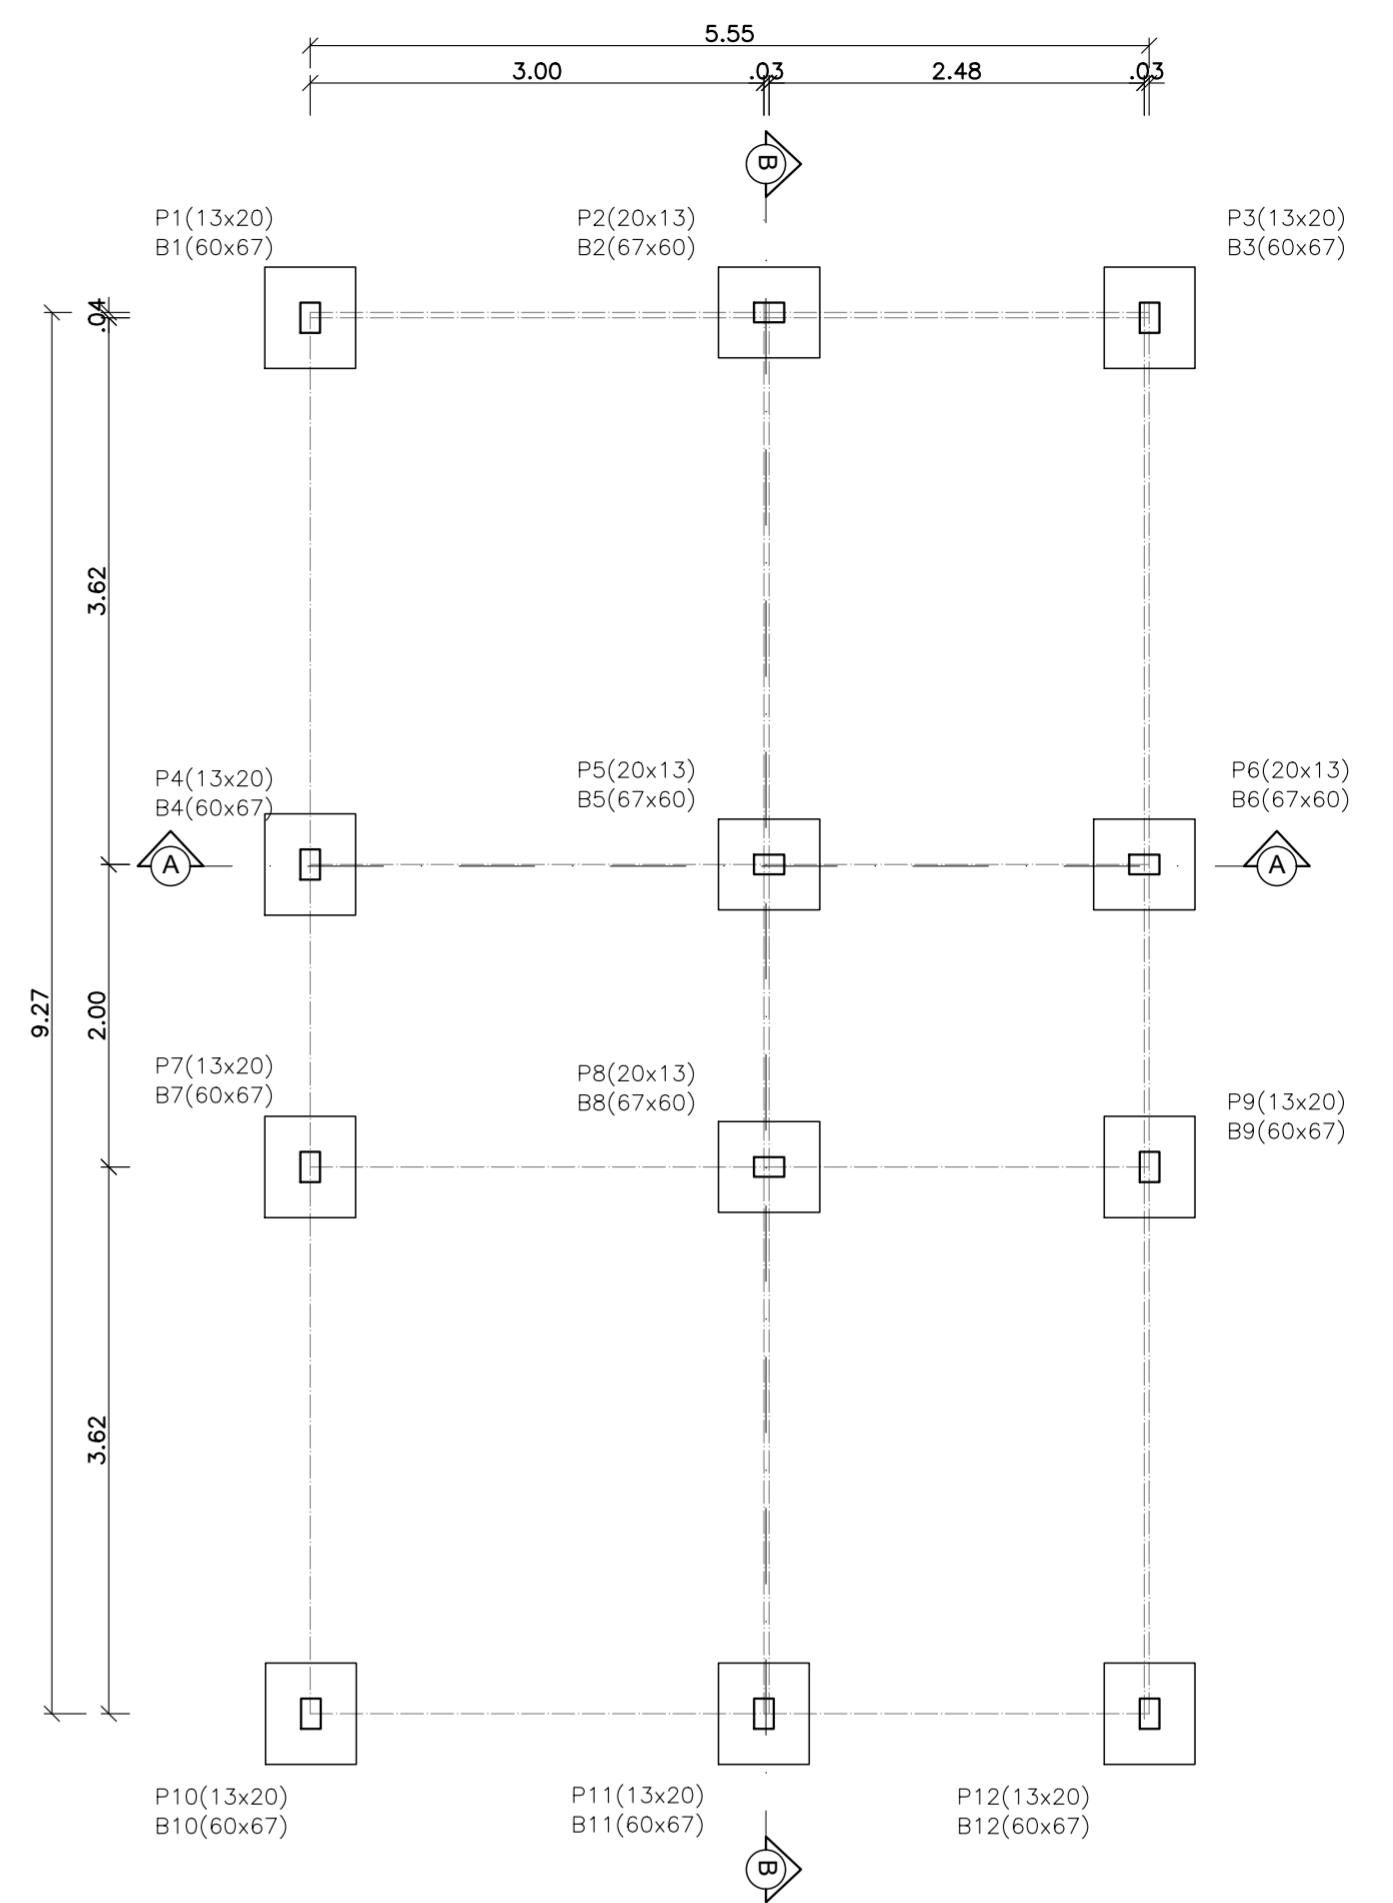 5.55
3.00 .03 2.48 .03
B
P1(13x20)
B1(60x67)
P2(20x13)
B2(67x60)
P3(13x20)
B3(60x67)
.04
3.62
P4(13x20)
B4(60x67)
P5(20x13)
B5(67x60)
P6(20x13)
B6(67x60)
A
A
9.27
2.00
P7(13x20)
B7(60x67)
P8(20x13)
B8(67x60)
P9(13x20)
B9(60x67)
3.62
P10(13x20)
B10(60x67)
P11(13x20)
B11(60x67)
P12(13x20)
B12(60x67)
B